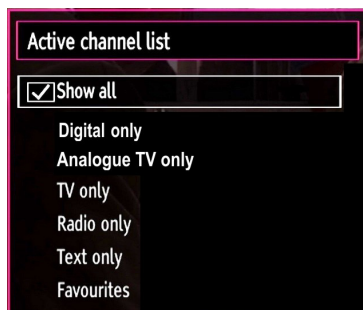 Active channel list
Show all
Digital only
Analogue TV only
TV only
Radio only
Text only
Favourites